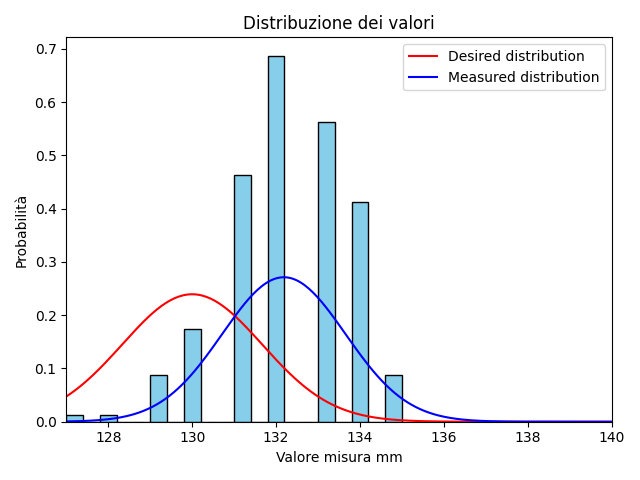 Distribuzione dei valori
Desired distribution
Measured distribution
Probabilità
0.7
0.6
0.5
0.4
0.3
0.2
0.1
0.0
128 130 132 134 136 138 140
Valore misura mm